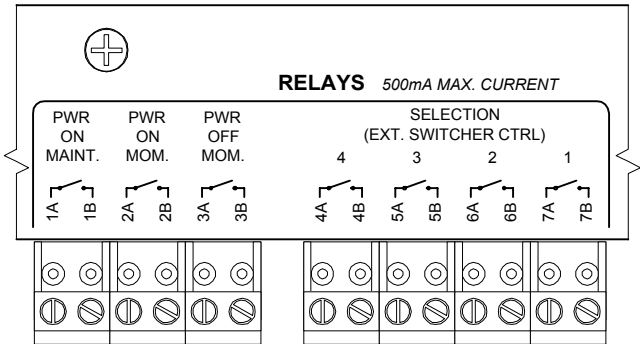 RELAYS 500mA MAX. CURRENT
PWR
ON
MAINT.
PWR
ON
MOM.
PWR
OFF
MOM.
SELECTION
(EXT. SWITCHER CTRL)
4 3 2 1
1A 1B 2A 2B 3A 3B 4A 4B 5A 5B 6A 6B 7A 7B